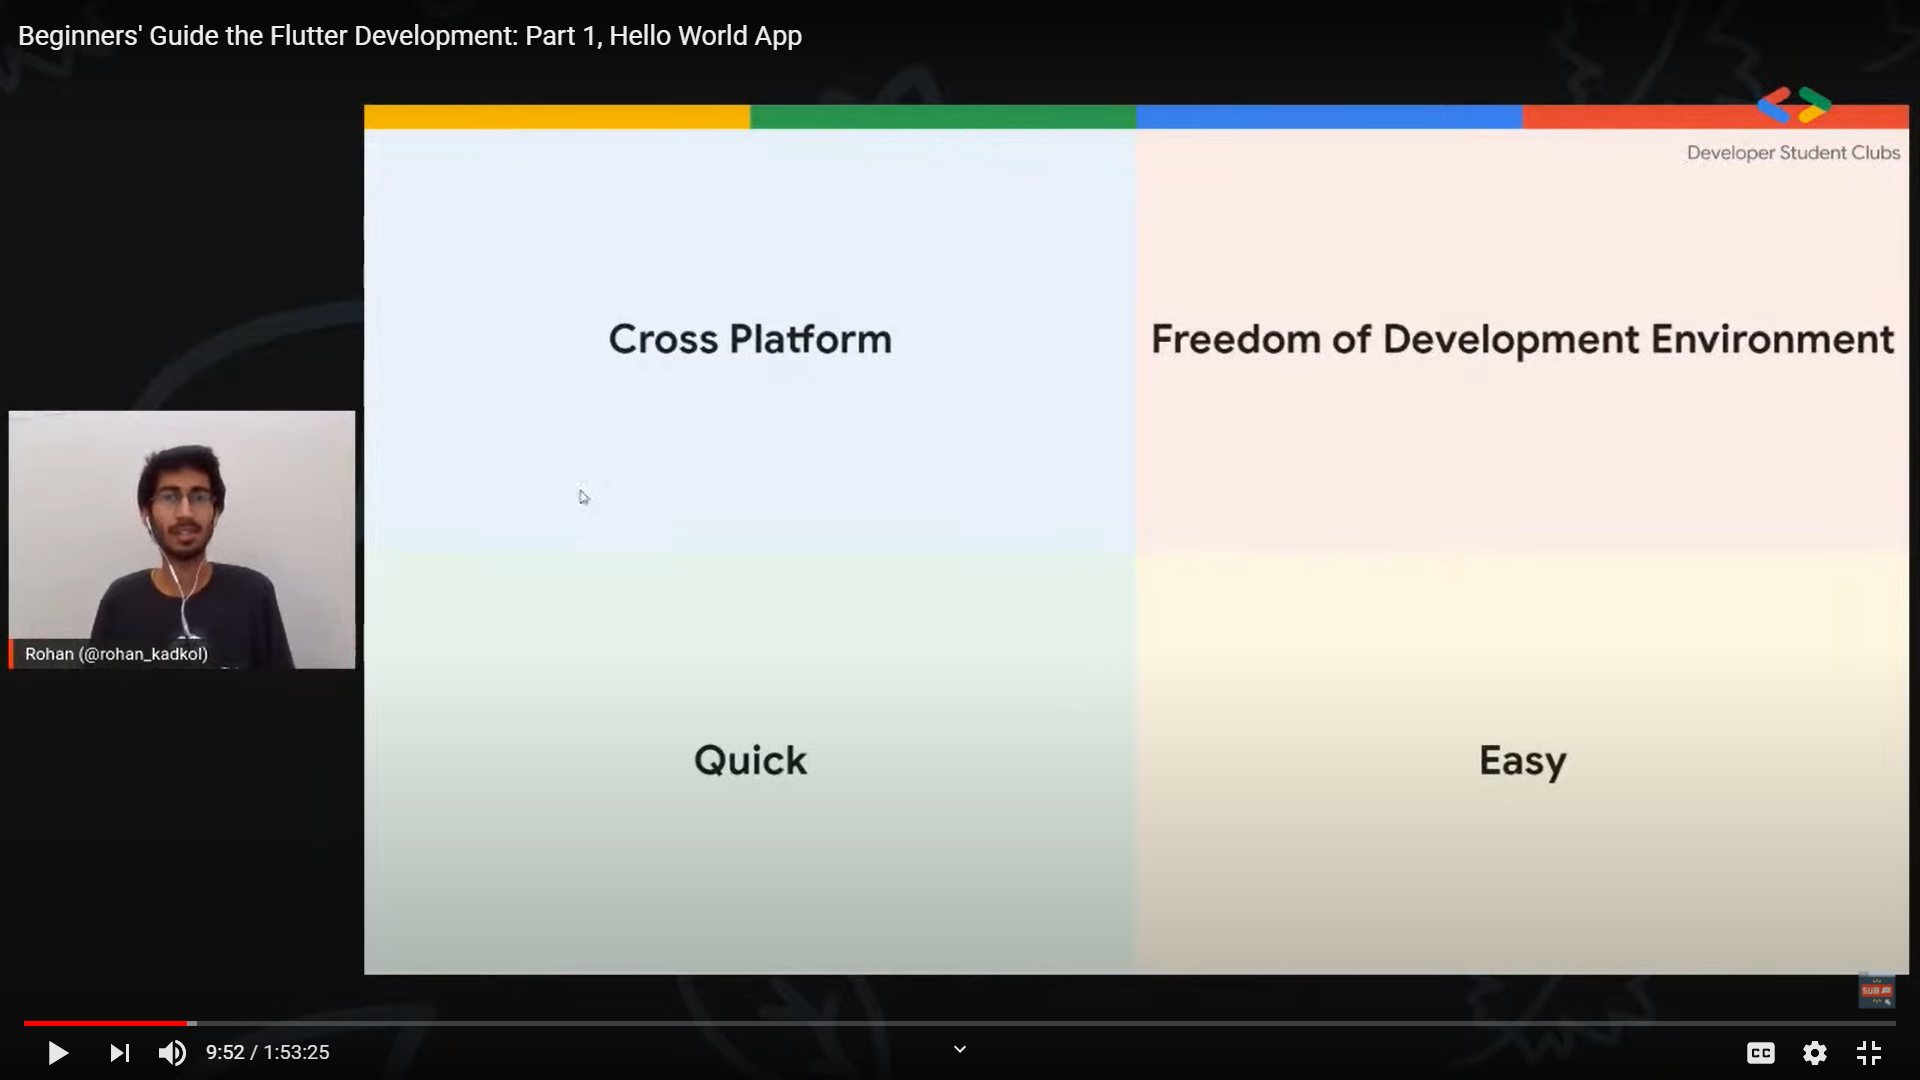 Beginners' Guide the Flutter Development: Part 1, Hello World App
Developer Student Clubs
Cross Platform
Freedom of Development Environment
Rohan (@rohan_kadkol)
Quick
Easy
SUB
9:52 / 1:53:25
CC